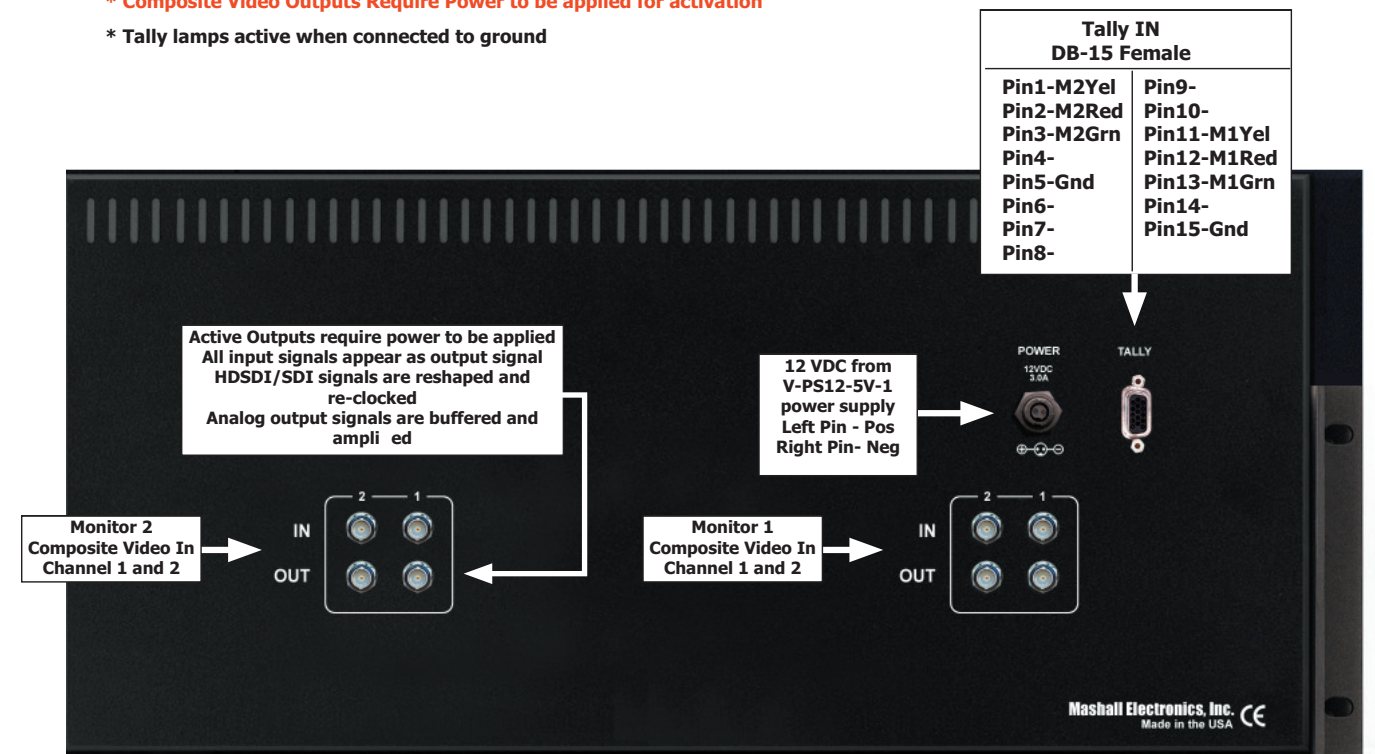 * Composite Video Outputs Require Power to be applied for activation
* Tally lamps active when connected to ground
Tally IN
DB-15 Female
Pin1-M2Yel
Pin2-M2Red
Pin3-M2Grn
Pin4-
Pin5-Gnd
Pin6-
Pin7-
Pin8-
Pin9-
Pin10-
Pin11-M1Yel
Pin12-M1Red
Pin13-M1Grn
Pin14-
Pin15-Gnd
Active Outputs require power to be applied
All input signals appear as output signal
HDSDI/SDI signals are reshaped and
re-clocked
Analog output signals are buffered and
ampli ed
12 VDC from
V-PS12-5V-1
power supply
Left Pin - Pos
Right Pin- Neg
POWER
12VDC
3.0A
TALLY
Monitor 2
Composite Video In
Channel 1 and 2
2 1
IN
OUT
Monitor 1
Composite Video In
Channel 1 and 2
2 1
IN
OUT
Mashall Electronics, Inc.
Made in the USA
CE